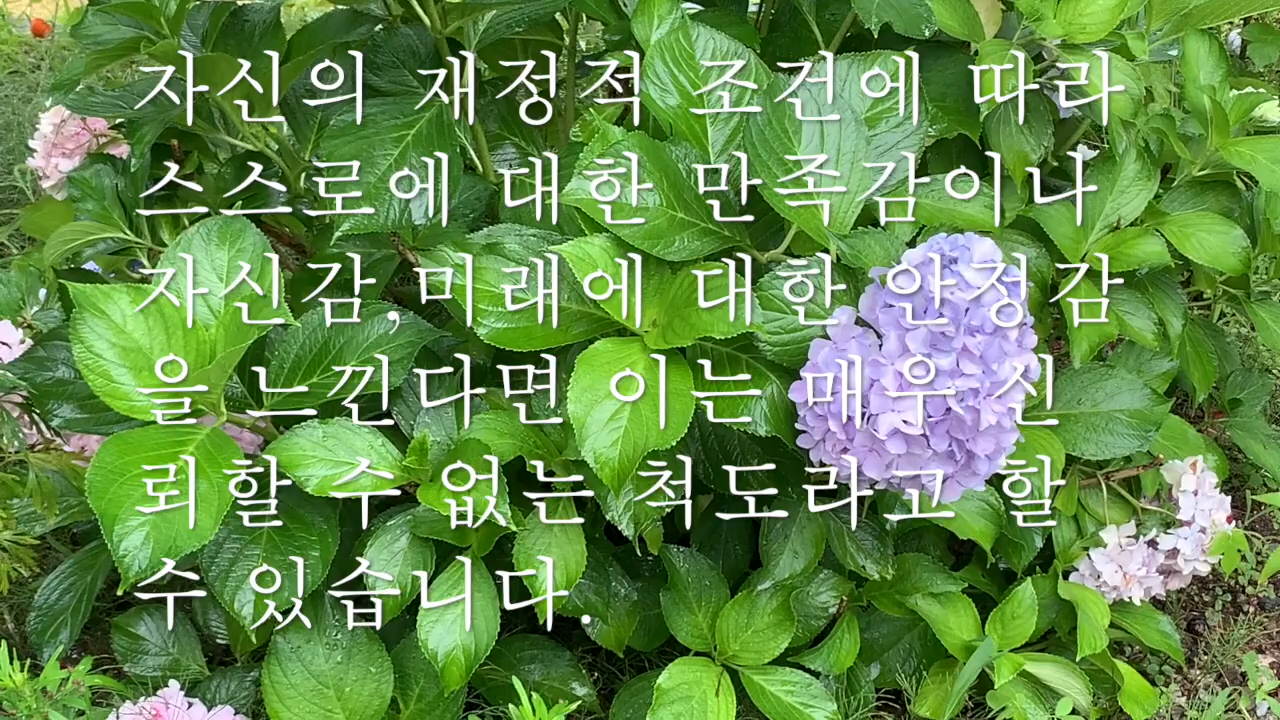 자신의 재정적 조건에 따라
스스로에 대한 만족감이나
자신감,미래에 대한 안정감
을 느낀다면 이는 매우 신
뢰할 수 없는 척도라고 할
수 있습니다.